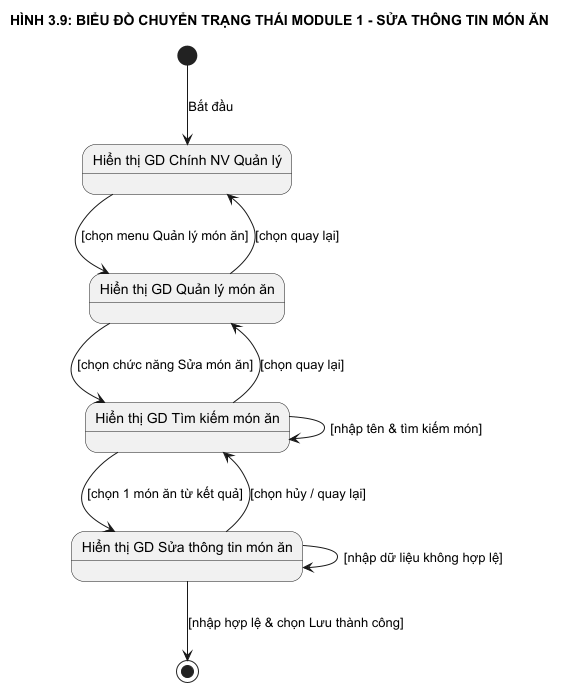 HÌNH 3.9: BIỂU ĐỒ CHUYỂN TRẠNG THÁI MODULE 1 - SỬA THÔNG TIN MÓN ĂN
Bắt đầu
Hiển thị GD Chính NV Quản lý
[chọn menu Quản lý món ăn]
[chọn quay lại]
Hiển thị GD Quản lý món ăn
[chọn chức năng Sửa món ăn]
[chọn quay lại]
Hiển thị GD Tìm kiếm món ăn
[nhập tên & tìm kiếm món]
[chọn 1 món ăn từ kết quả]
[chọn hủy / quay lại]
Hiển thị GD Sửa thông tin món ăn
[nhập dữ liệu không hợp lệ]
[nhập hợp lệ & chọn Lưu thành công]